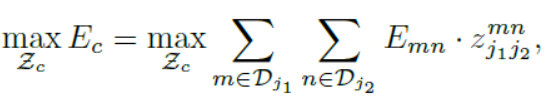 $$\max_{\mathcal{Z}_c} E_c = \max_{\mathcal{Z}_c} \sum_{m \in \mathcal{D}_{j_1}} \sum_{n \in \mathcal{D}_{j_2}} E_{mn} \cdot z_{j_1 j_2}^{mn},$$